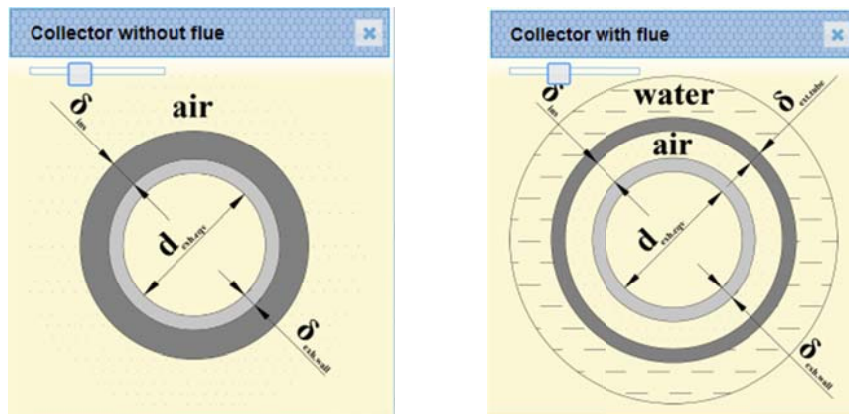 Collector without flue
δ ins
air
d exh.eqv
δ exh.wall
Collector with flue
δ ins
water
δ ext.tube
air
d exh.eqv
δ exh.wall